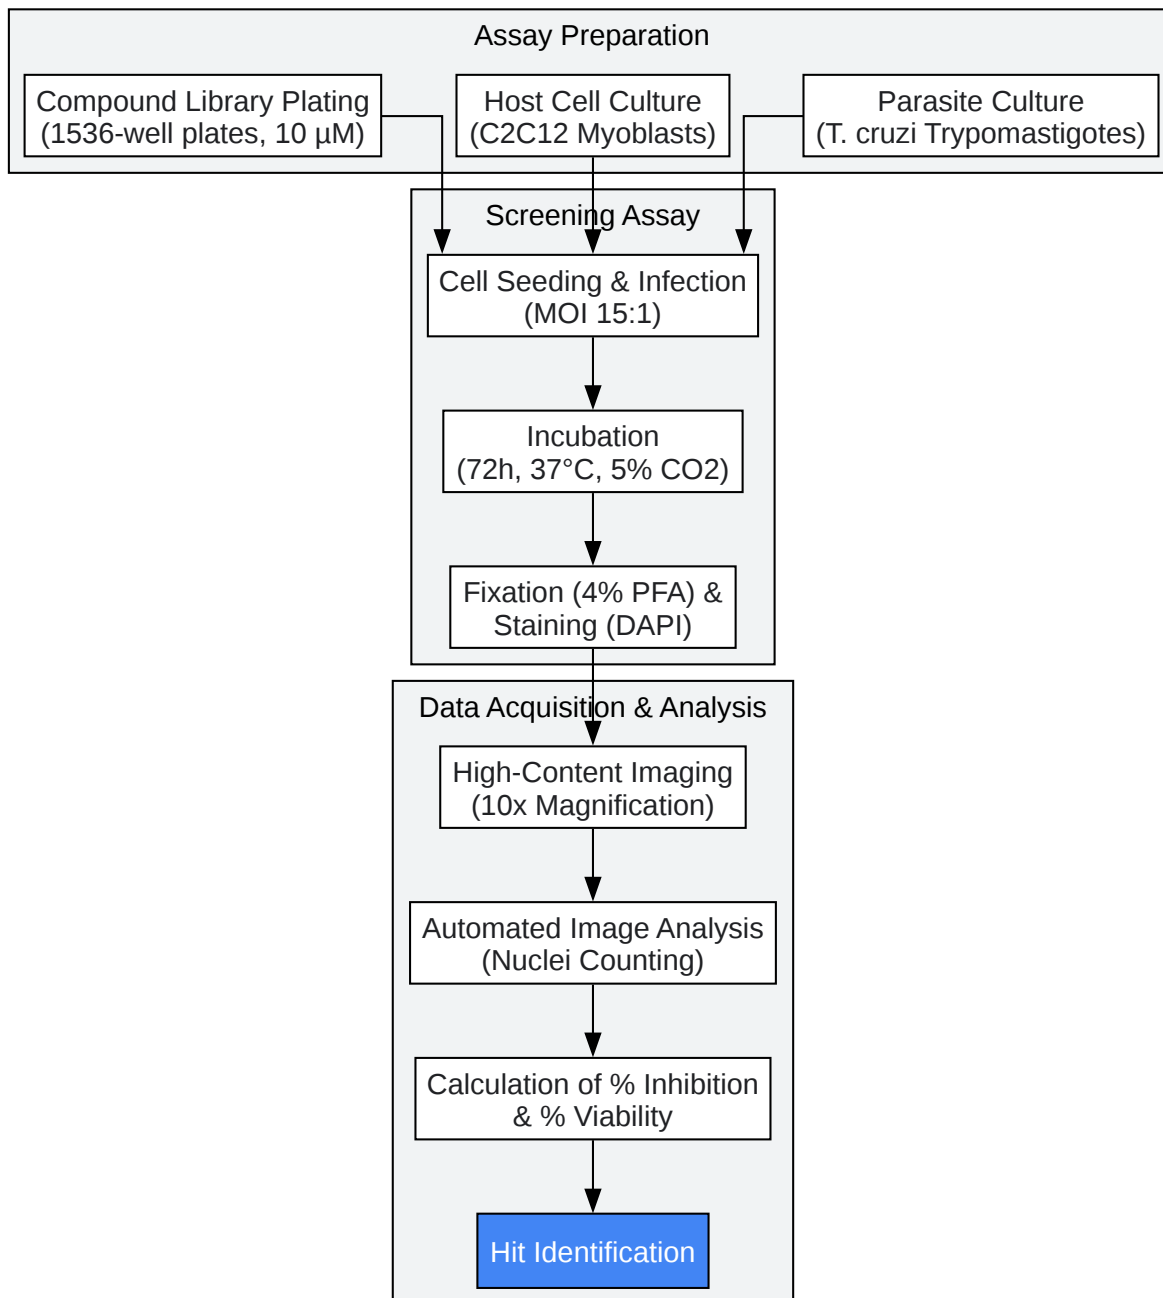 Assay Preparation
Compound Library Plating
(1536-well plates, 10 µM)
Host Cell Culture
(C2C12 Myoblasts)
Parasite Culture
(T. cruzi Trypomastigotes)
Screening Assay
Cell Seeding & Infection
(MOI 15:1)
Incubation
(72h, 37°C, 5% CO2)
Fixation (4% PFA) &
Staining (DAPI)
Data Acquisition & Analysis
High-Content Imaging
(10x Magnification)
Automated Image Analysis
(Nuclei Counting)
Calculation of % Inhibition
& % Viability
Hit Identification